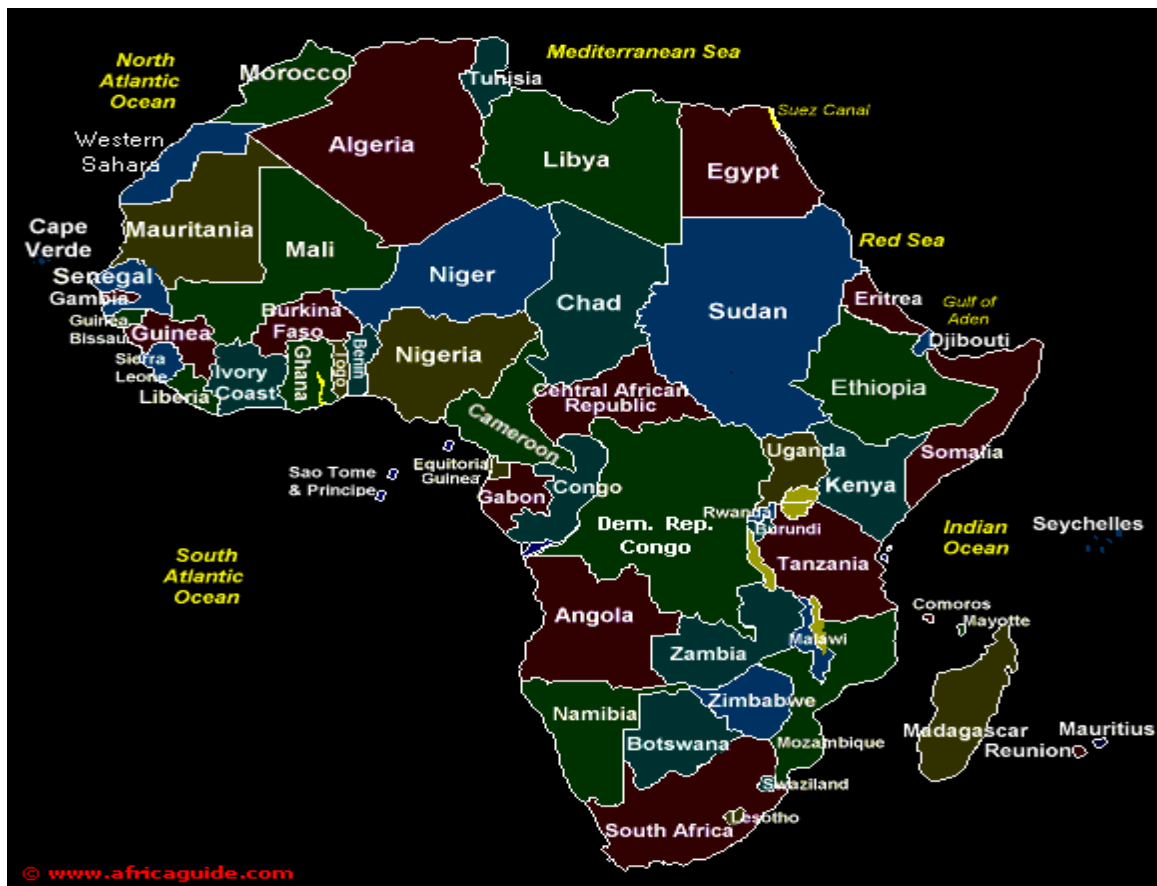 Mediterranean Sea
North
Atlantic
Ocean
Morocco
Tunisia
Suez Canal
Western
Sahara
Algeria
Libya
Egypt
Cape
Verde
Mauritania
Mali
Niger
Chad
Sudan
Red Sea
Senegal
Gambia
Guinea
Bissau
Guinea
Burkina
Faso
Eritrea
Gulf of
Aden
Djibouti
Sierra
Leone
Liberia
Ivory
Coast
Ghana
Togo
Benin
Nigeria
Central African
Republic
Ethiopia
Somalia
Cameroon
Uganda
Kenya
Sao Tome
& Principe
Equitorial
Guinea
Gabon
Congo
Dem. Rep.
Congo
Rwanda
Burundi
Tanzania
Indian
Ocean
Seychelles
South
Atlantic
Ocean
Angola
Zambia
Malawi
Comoros
Mayotte
Namibia
Zimbabwe
Botswana
Mozambique
Madagascar
Mauritius
Reunion
Swaziland
Lesotho
South Africa
© www.africaguide.com